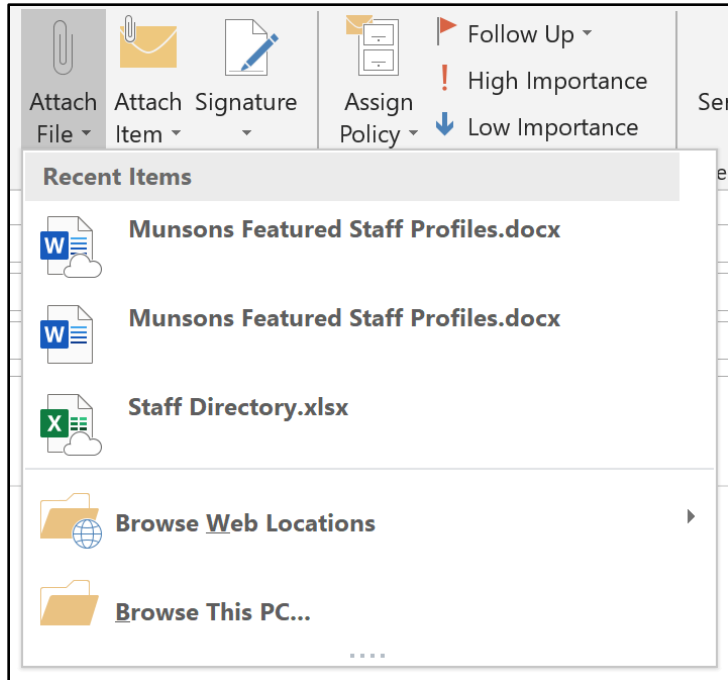 Attach File
Attach Item
Signature
Assign Policy
Follow Up
High Importance
Low Importance
Recent Items
Munsons Featured Staff Profiles.docx
Munsons Featured Staff Profiles.docx
Staff Directory.xlsx
Browse Web Locations
Browse This PC...